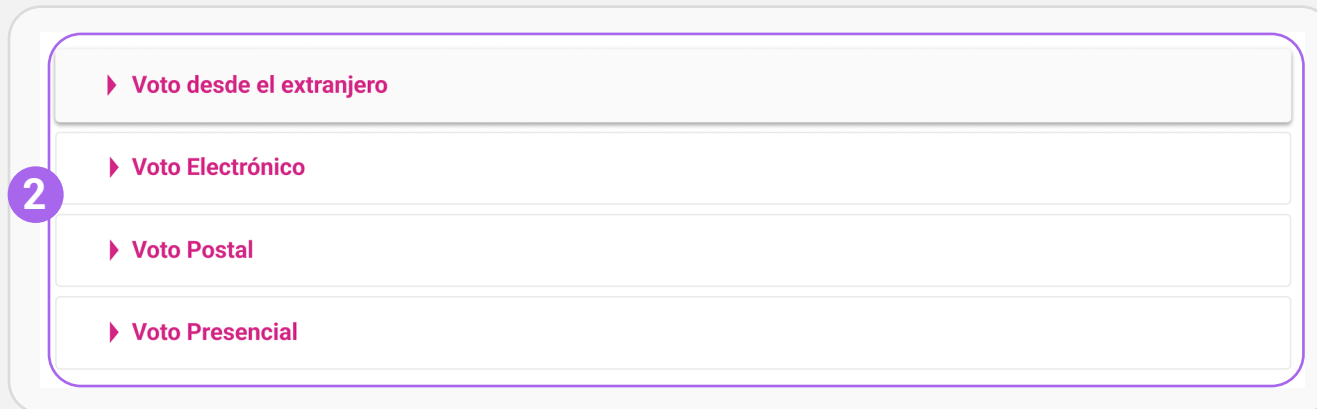 Voto desde el extranjero
Voto Electrónico
2
Voto Postal
Voto Presencial